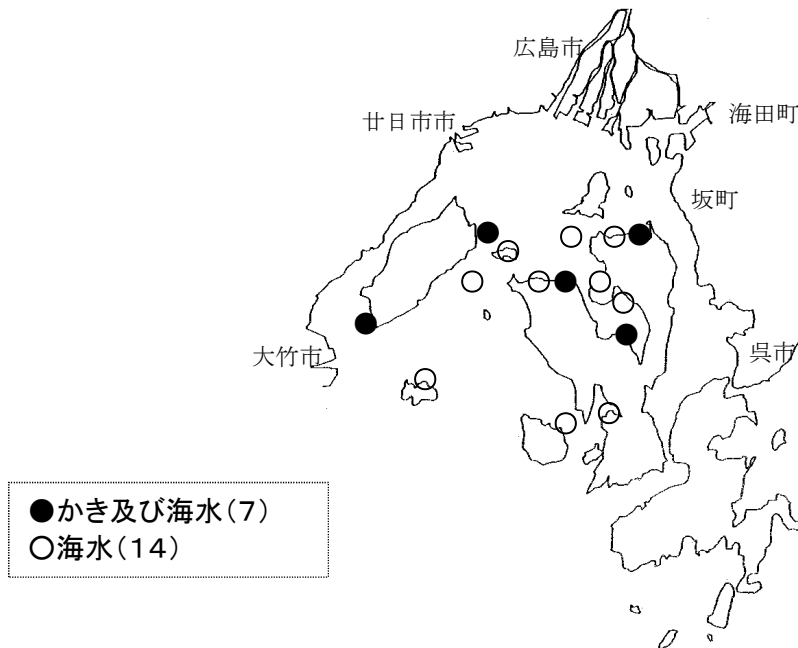 広島市
廿日市市
海田町
坂町
大竹市
呉市
●かき及び海水(7)
○海水(14)